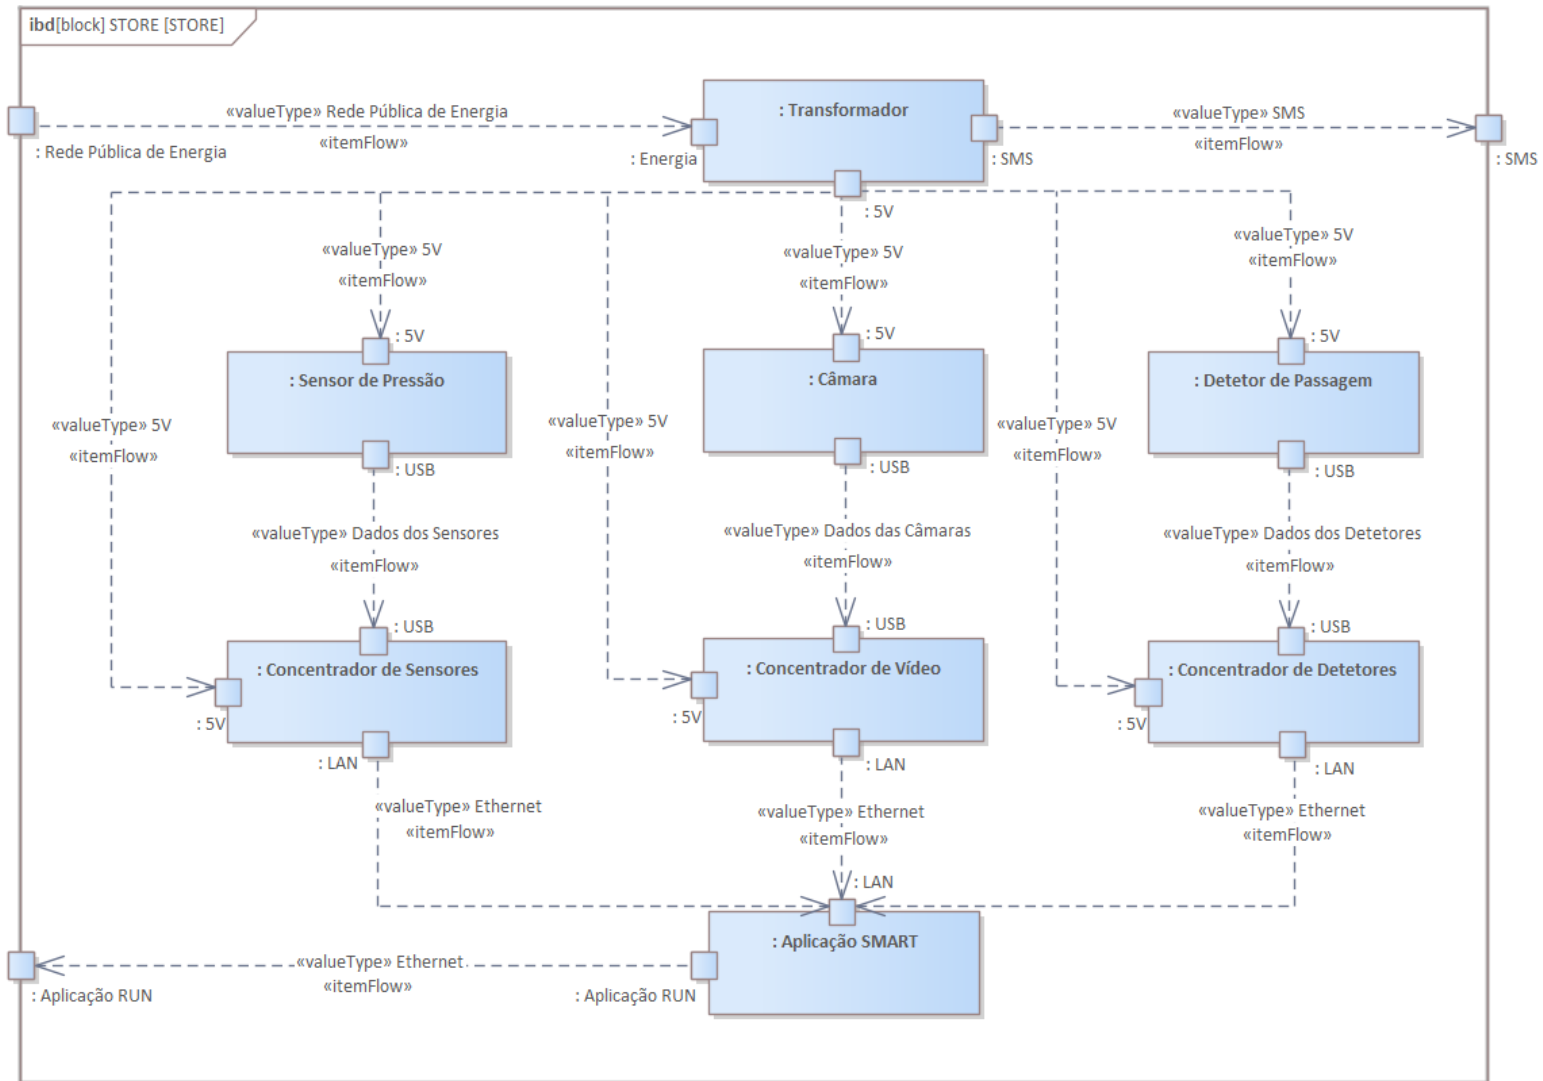 ibd[block] STORE [STORE]
«valueType» Rede Pública de Energia
«itemFlow»
: Rede Pública de Energia
: Energia
: Transformador
: SMS
«valueType» SMS
«itemFlow»
: SMS
: 5V
«valueType» 5V
«itemFlow»
«valueType» 5V
«itemFlow»
«valueType» 5V
«itemFlow»
: 5V
: 5V
: 5V
: Sensor de Pressão
: Câmara
: Detetor de Passagem
«valueType» 5V
«itemFlow»
«valueType» 5V
«itemFlow»
«valueType» 5V
«itemFlow»
: USB
: USB
: USB
«valueType» Dados dos Sensores
«itemFlow»
«valueType» Dados das Câmaras
«itemFlow»
«valueType» Dados dos Detetores
«itemFlow»
: USB
: USB
: USB
: Concentrador de Sensores
: Concentrador de Vídeo
: Concentrador de Detetores
: 5V
: 5V
: 5V
: LAN
: LAN
: LAN
«valueType» Ethernet
«itemFlow»
«valueType» Ethernet
«itemFlow»
«valueType» Ethernet
«itemFlow»
: LAN
: Aplicação SMART
«valueType» Ethernet
«itemFlow»
: Aplicação RUN
: Aplicação RUN